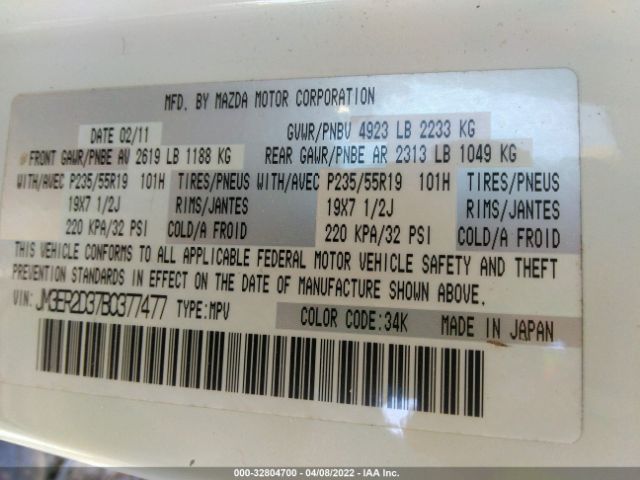 MFD. BY MAZDA MOTOR CORPORATION
DATE 02/11 GVWR/PNBV 4923 LB 2233 KG
FRONT GAWR/PNBE AV 2619 LB 1188 KG REAR GAWR/PNBE AR 2313 LB 1049 KG
WITH/AVEC P235/55R19 101H TIRES/PNEUS WITH/AVEC P235/55R19 101H TIRES/PNEUS
19X7 1/2J RIMS/JANTES 19X7 1/2J RIMS/JANTES
220 KPA/32 PSI COLD/A FROID 220 KPA/32 PSI COLD/A FROID
THIS VEHICLE CONFORMS TO ALL APPLICABLE FEDERAL MOTOR VEHICLE SAFETY AND THEFT
PREVENTION STANDARDS IN EFFECT ON THE DATE OF MANUFACTURE SHOWN ABOVE.
VIN: JM3ER2D37B0377477 TYPE:MPV COLOR CODE:34K MADE IN JAPAN
000-32804700 - 04/08/2022 - IAA Inc.